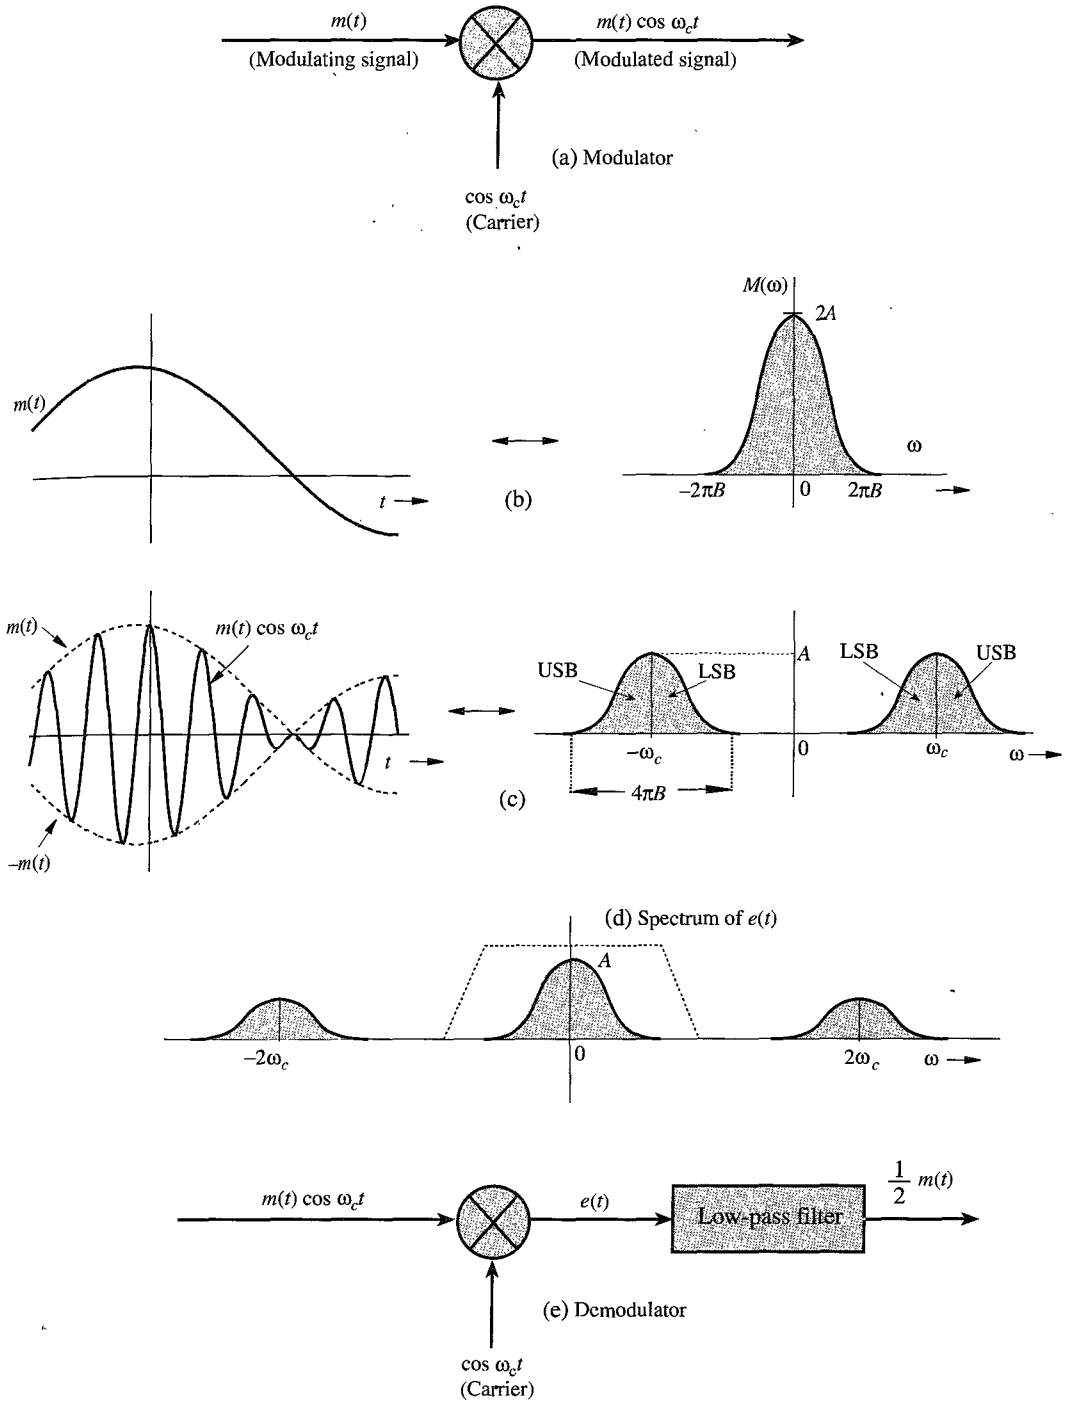 m(t)
(Modulating signal)
m(t) cos ω_c t
(Modulated signal)
(a) Modulator
cos ω_c t
(Carrier)
M(ω)
2A
m(t)
t
(b)
−2πB
0
2πB
ω
m(t)
m(t) cos ω_c t
−m(t)
t
(c)
USB
LSB
A
LSB
USB
−ω_c
0
ω_c
ω
4πB
(d) Spectrum of e(t)
A
−2ω_c
0
2ω_c
ω
m(t) cos ω_c t
e(t)
Low-pass filter
1/2 m(t)
(e) Demodulator
cos ω_c t
(Carrier)